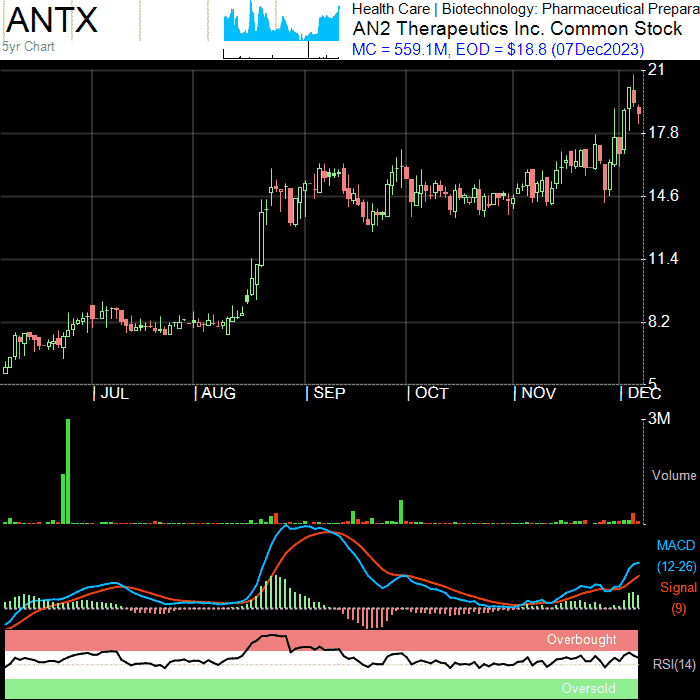 ANTX
5yr Chart
Health Care | Biotechnology: Pharmaceutical Prepara
AN2 Therapeutics Inc. Common Stock
MC = 559.1M, EOD = $18.8 (07Dec2023)
21
17.8
14.6
11.4
8.2
5
JUL AUG SEP OCT NOV DEC
3M
Volume
MACD
(12-26)
Signal
(9)
Overbought
RSI(14)
Oversold